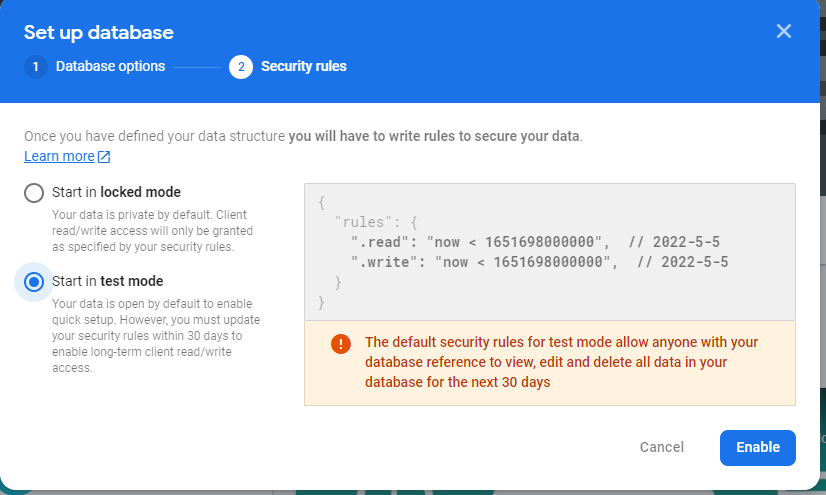 Set up database
1 Database options
2 Security rules
Once you have defined your data structure you will have to write rules to secure your data.
Learn more
Start in locked mode
Your data is private by default. Client
read/write access will only be granted
as specified by your security rules.
Start in test mode
Your data is open by default to enable
quick setup. However, you must update
your security rules within 30 days to
enable long-term client read/write
access.
{
"rules": {
".read": "now < 1651698000000", // 2022-5-5
".write": "now < 1651698000000", // 2022-5-5
}
}
The default security rules for test mode allow anyone with your
database reference to view, edit and delete all data in your
database for the next 30 days
Cancel
Enable